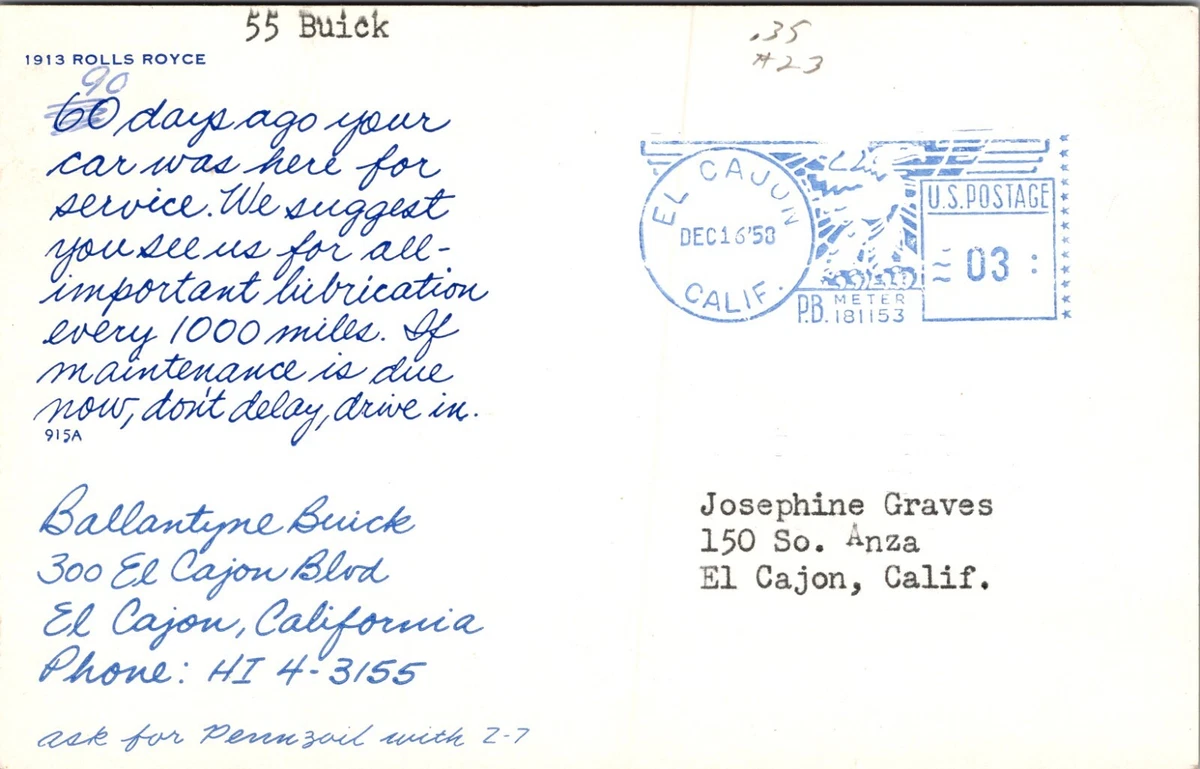 55 Buick
1913 ROLLS ROYCE
.35
#23
90
60 days ago your
car was here for
service. We suggest
you see us for all-
important lubrication
every 1000 miles. If
maintenance is due
now, don't delay, drive in.
915A
EL CAJON
DEC16'58
CALIF.
P.B. METER
181153
U.S. POSTAGE
03
Ballantyne Buick
300 El Cajon Blvd
El Cajon, California
Phone: HI 4-3155
ask for Pennzoil with Z-7
Josephine Graves
150 So. Anza
El Cajon, Calif.